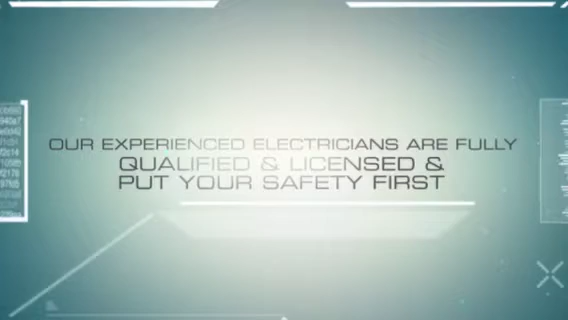 OUR EXPERIENCED ELECTRICIANS ARE FULLY
QUALIFIED & LICENSED &
PUT YOUR SAFETY FIRST